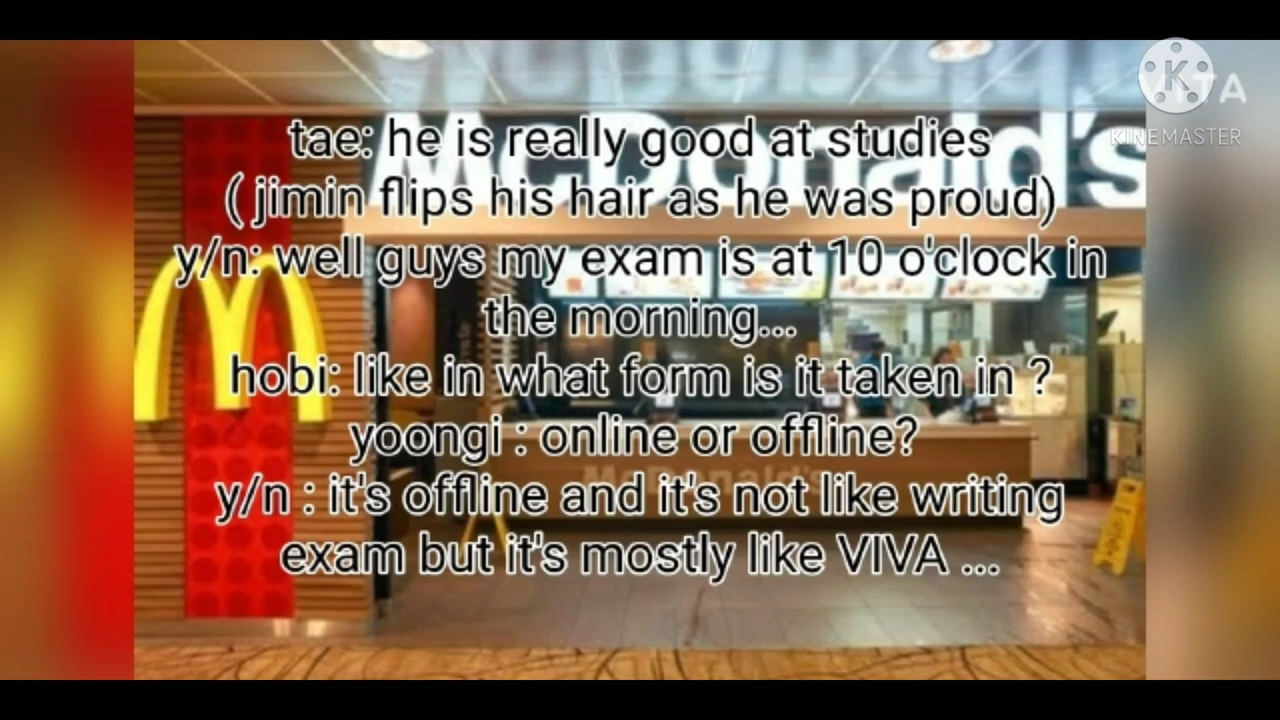 tae: he is really good at studies
( jimin flips his hair as he was proud)
y/n: well guys my exam is at 10 o'clock in
the morning...
hobi: like in what form is it taken in ?
yoongi : online or offline?
y/n : it's offline and it's not like writing
exam but it's mostly like VIVA ...
McDonald's
McDonald's
K
KINEMASTER